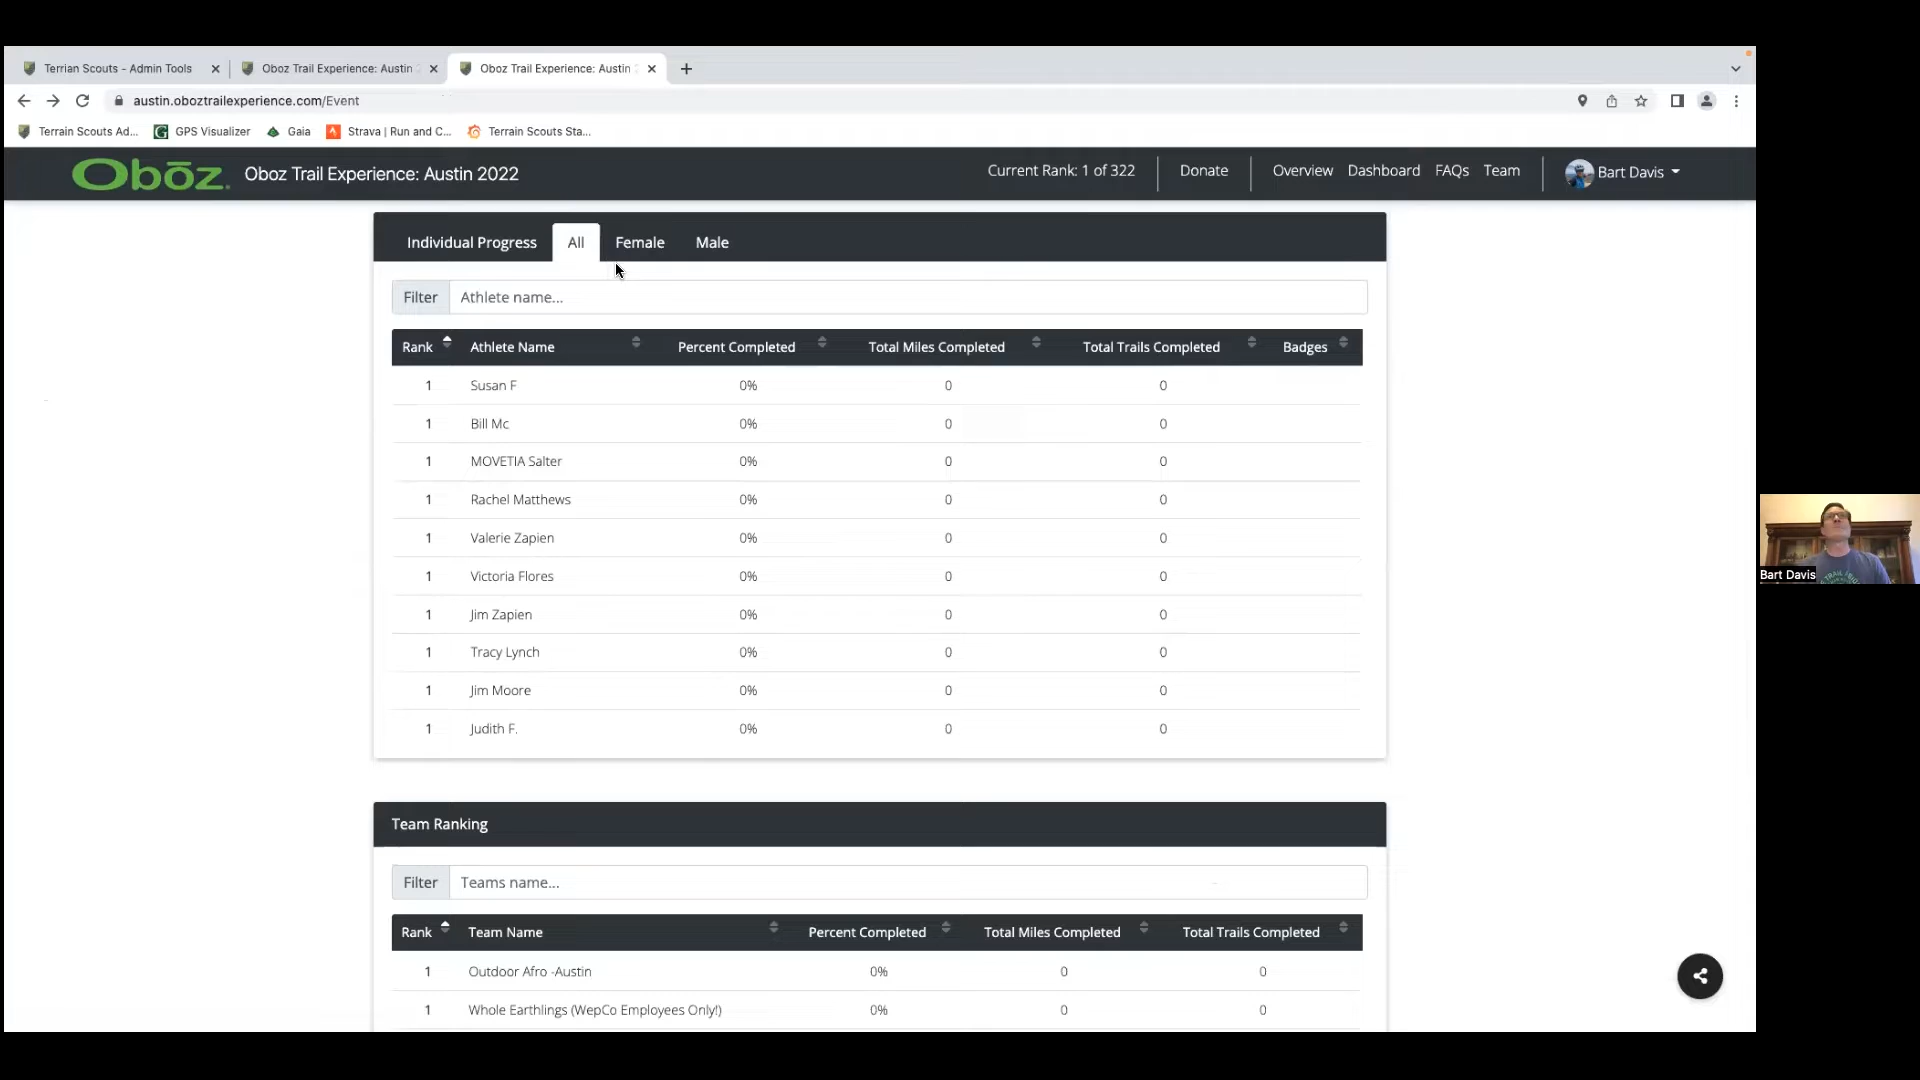 Terrian Scouts - Admin Tools
Oboz Trail Experience: Austin
Oboz Trail Experience: Austin
austin.oboztrailexperience.com/Event
Terrain Scouts Ad...
GPS Visualizer
Gaia
Strava | Run and C...
Terrain Scouts Sta...
Obōz.
Oboz Trail Experience: Austin 2022
Current Rank: 1 of 322
Donate
Overview
Dashboard
FAQs
Team
Bart Davis
Individual Progress
All
Female
Male
Filter
Athlete name...
Rank Athlete Name Percent Completed Total Miles Completed Total Trails Completed Badges
1 Susan F 0% 0 0
1 Bill Mc 0% 0 0
1 MOVETIA Salter 0% 0 0
1 Rachel Matthews 0% 0 0
1 Valerie Zapien 0% 0 0
1 Victoria Flores 0% 0 0
1 Jim Zapien 0% 0 0
1 Tracy Lynch 0% 0 0
1 Jim Moore 0% 0 0
1 Judith F. 0% 0 0
Team Ranking
Filter
Teams name...
Rank Team Name Percent Completed Total Miles Completed Total Trails Completed
1 Outdoor Afro -Austin 0% 0 0
1 Whole Earthlings (WepCo Employees Only!) 0% 0 0
Bart Davis